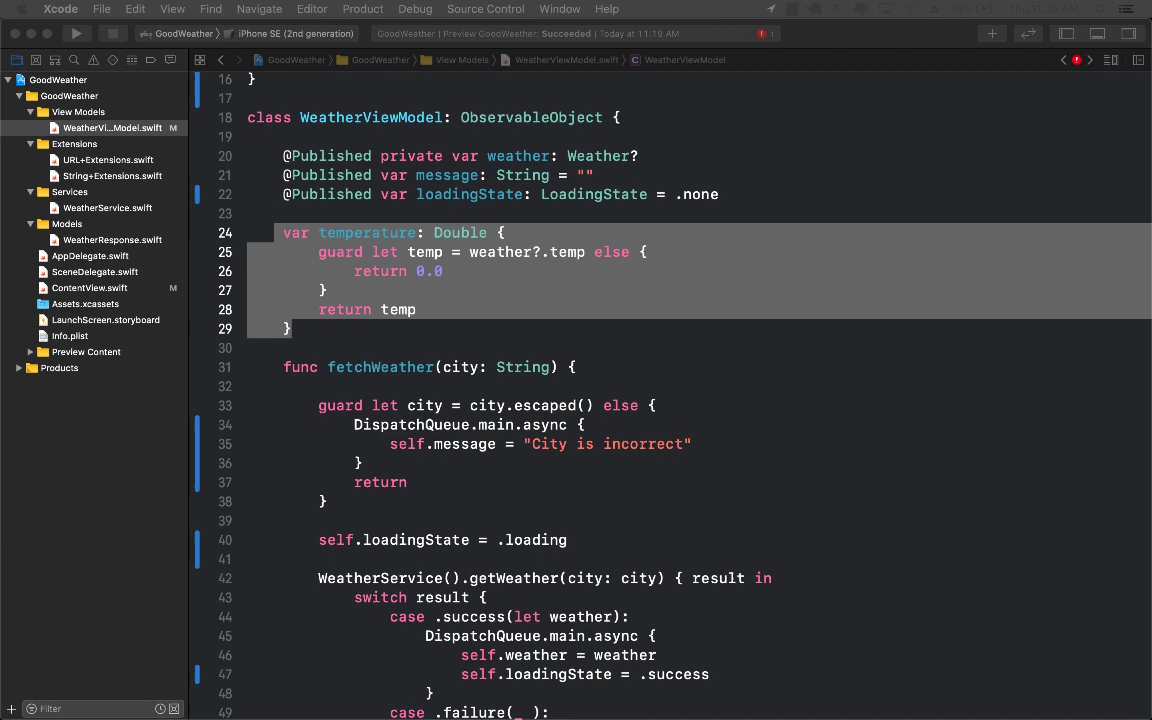 Xcode File Edit View Find Navigate Editor Product Debug Source Control Window Help
GoodWeather 〉 iPhone SE (2nd generation) GoodWeather | Preview GoodWeather: Succeeded | Today at 11:19 AM 1
GoodWeather 〉 GoodWeather 〉 View Models 〉 WeatherViewModel.swift 〉 C WeatherViewModel
GoodWeather
GoodWeather
View Models
WeatherVi...Model.swift M
Extensions
URL+Extensions.swift
String+Extensions.swift
Services
WeatherService.swift
Models
WeatherResponse.swift
AppDelegate.swift
SceneDelegate.swift
ContentView.swift M
Assets.xcassets
LaunchScreen.storyboard
Info.plist
Preview Content
Products
Filter
16 }
17
18 class WeatherViewModel: ObservableObject {
19
20 @Published private var weather: Weather?
21 @Published var message: String = ""
22 @Published var loadingState: LoadingState = .none
23
24 var temperature: Double {
25 guard let temp = weather?.temp else {
26 return 0.0
27 }
28 return temp
29 }
30
31 func fetchWeather(city: String) {
32
33 guard let city = city.escaped() else {
34 DispatchQueue.main.async {
35 self.message = "City is incorrect"
36 }
37 return
38 }
39
40 self.loadingState = .loading
41
42 WeatherService().getWeather(city: city) { result in
43 switch result {
44 case .success(let weather):
45 DispatchQueue.main.async {
46 self.weather = weather
47 self.loadingState = .success
48 }
49 case .failure(_ ):